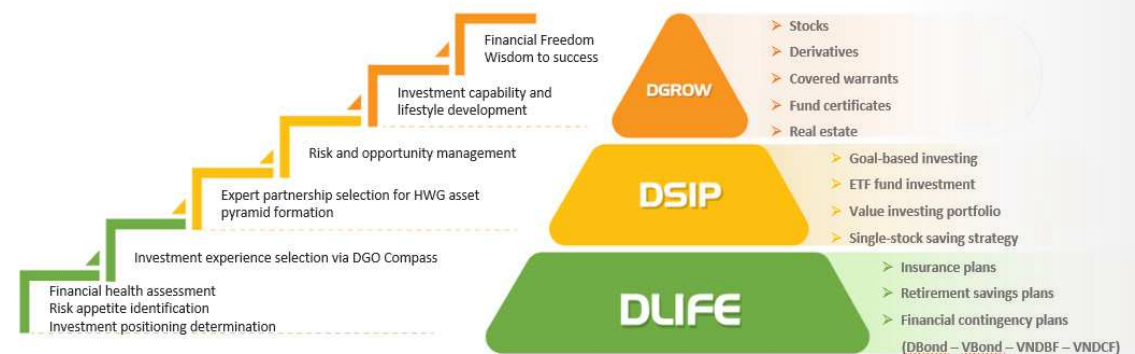 Financial Freedom
Wisdom to success
Investment capability and
lifestyle development
Risk and opportunity management
Expert partnership selection for HWG asset
pyramid formation
Investment experience selection via DGO Compass
Financial health assessment
Risk appetite identification
Investment positioning determination
DGROW
➢ Stocks
➢ Derivatives
➢ Covered warrants
➢ Fund certificates
➢ Real estate
DSIP
➢ Goal-based investing
➢ ETF fund investment
➢ Value investing portfolio
➢ Single-stock saving strategy
DLIFE
➢ Insurance plans
➢ Retirement savings plans
➢ Financial contingency plans
(DBond – VBond – VNDBF – VNDCF)